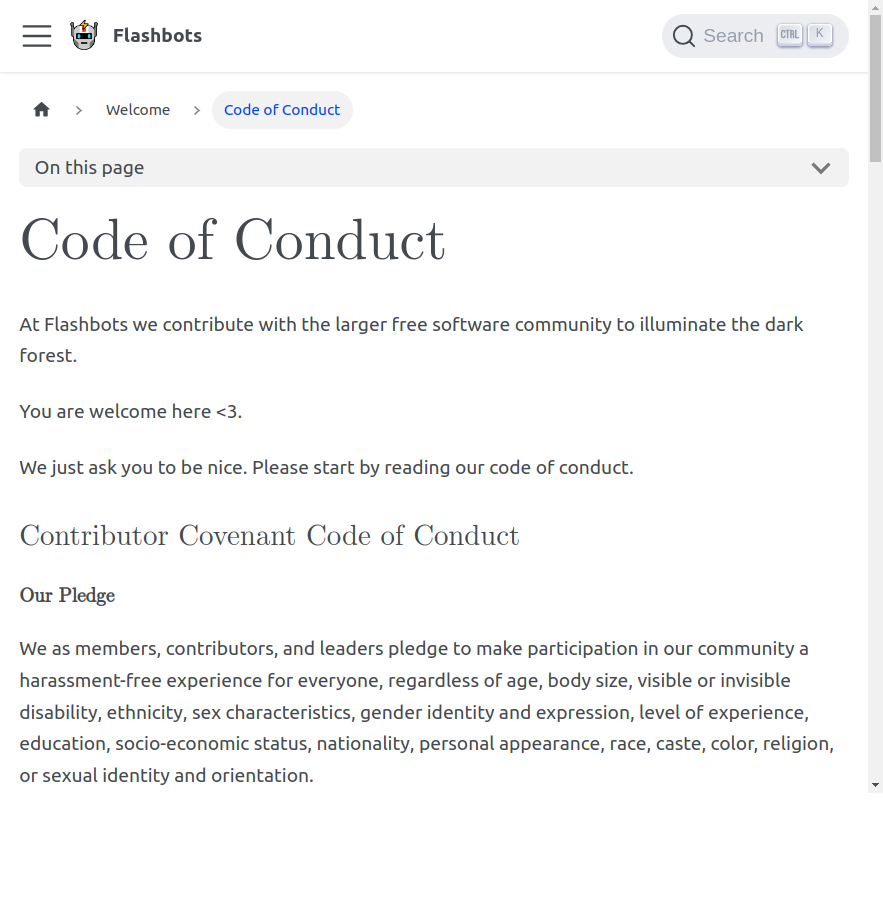 Flashbots
Search CTRL K
Welcome Code of Conduct
On this page
Code of Conduct
At Flashbots we contribute with the larger free software community to illuminate the dark
forest.
You are welcome here <3.
We just ask you to be nice. Please start by reading our code of conduct.
Contributor Covenant Code of Conduct
Our Pledge
We as members, contributors, and leaders pledge to make participation in our community a
harassment-free experience for everyone, regardless of age, body size, visible or invisible
disability, ethnicity, sex characteristics, gender identity and expression, level of experience,
education, socio-economic status, nationality, personal appearance, race, caste, color, religion,
or sexual identity and orientation.